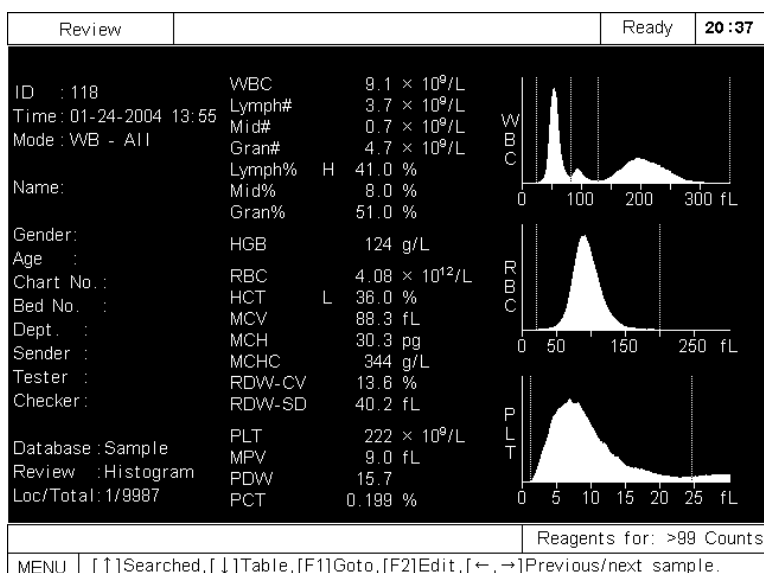 Review Ready 20:37
ID : 118
Time: 01-24-2004 13:55
Mode: WB - All
Name:
Gender:
Age :
Chart No. :
Bed No. :
Dept. :
Sender :
Tester :
Checker:
Database: Sample
Review : Histogram
Loc/Total: 1/9987
WBC 9.1 × 10⁹/L
Lymph# 3.7 × 10⁹/L
Mid# 0.7 × 10⁹/L
Gran# 4.7 × 10⁹/L
Lymph% H 41.0 %
Mid% 8.0 %
Gran% 51.0 %
HGB 124 g/L
RBC 4.08 × 10¹²/L
HCT L 36.0 %
MCV 88.3 fL
MCH 30.3 pg
MCHC 344 g/L
RDW-CV 13.6 %
RDW-SD 40.2 fL
PLT 222 × 10⁹/L
MPV 9.0 fL
PDW 15.7
PCT 0.199 %
WBC
0 100 200 300 fL
RBC
0 50 150 250 fL
PLT
0 5 10 15 20 25 fL
Reagents for: >99 Counts
MENU [↑]Searched,[↓]Table,[F1]Goto,[F2]Edit,[←,→]Previous/next sample.